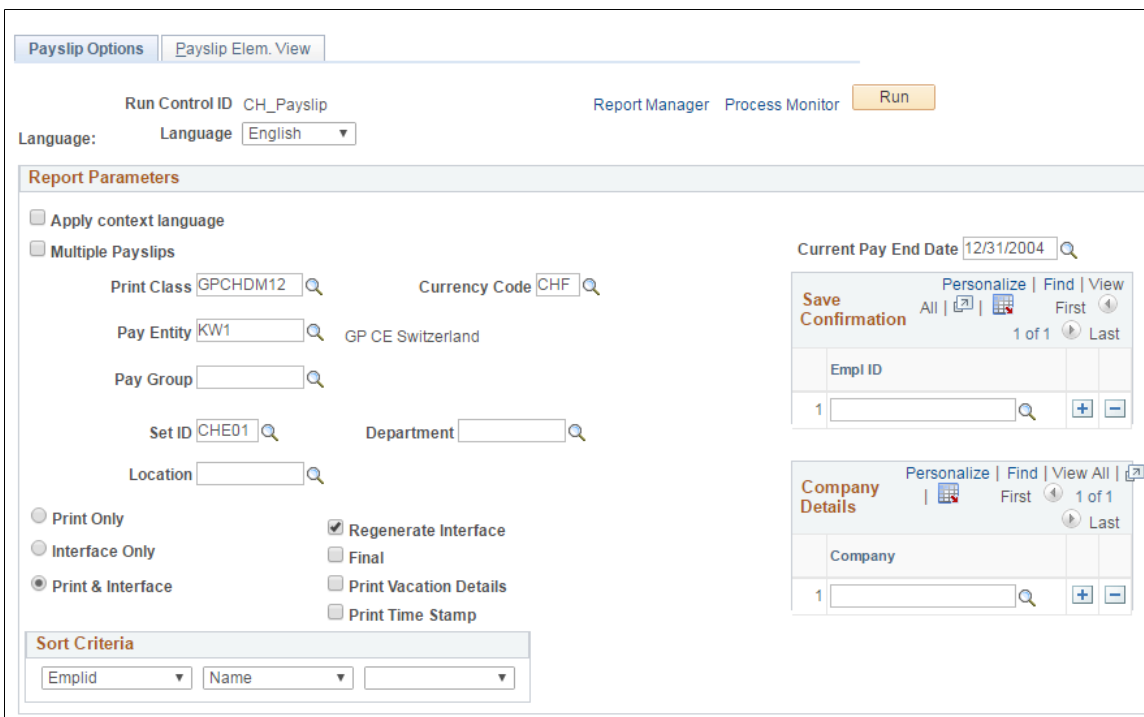 Payslip Options Payslip Elem. View
Run Control ID CH_Payslip Report Manager Process Monitor Run
Language: Language English
Report Parameters
Apply context language
Multiple Payslips Current Pay End Date 12/31/2004
Print Class GPCHDM12 Currency Code CHF
Pay Entity KW1 GP CE Switzerland
Pay Group
Set ID CHE01 Department
Location
Print Only
Interface Only
Print & Interface
Regenerate Interface
Final
Print Vacation Details
Print Time Stamp
Save Confirmation
Personalize | Find | View
All | |
First
1 of 1 Last
Empl ID
1
Company Details
Personalize | Find | View All |
| First 1 of 1
Last
Company
1
Sort Criteria
Emplid Name